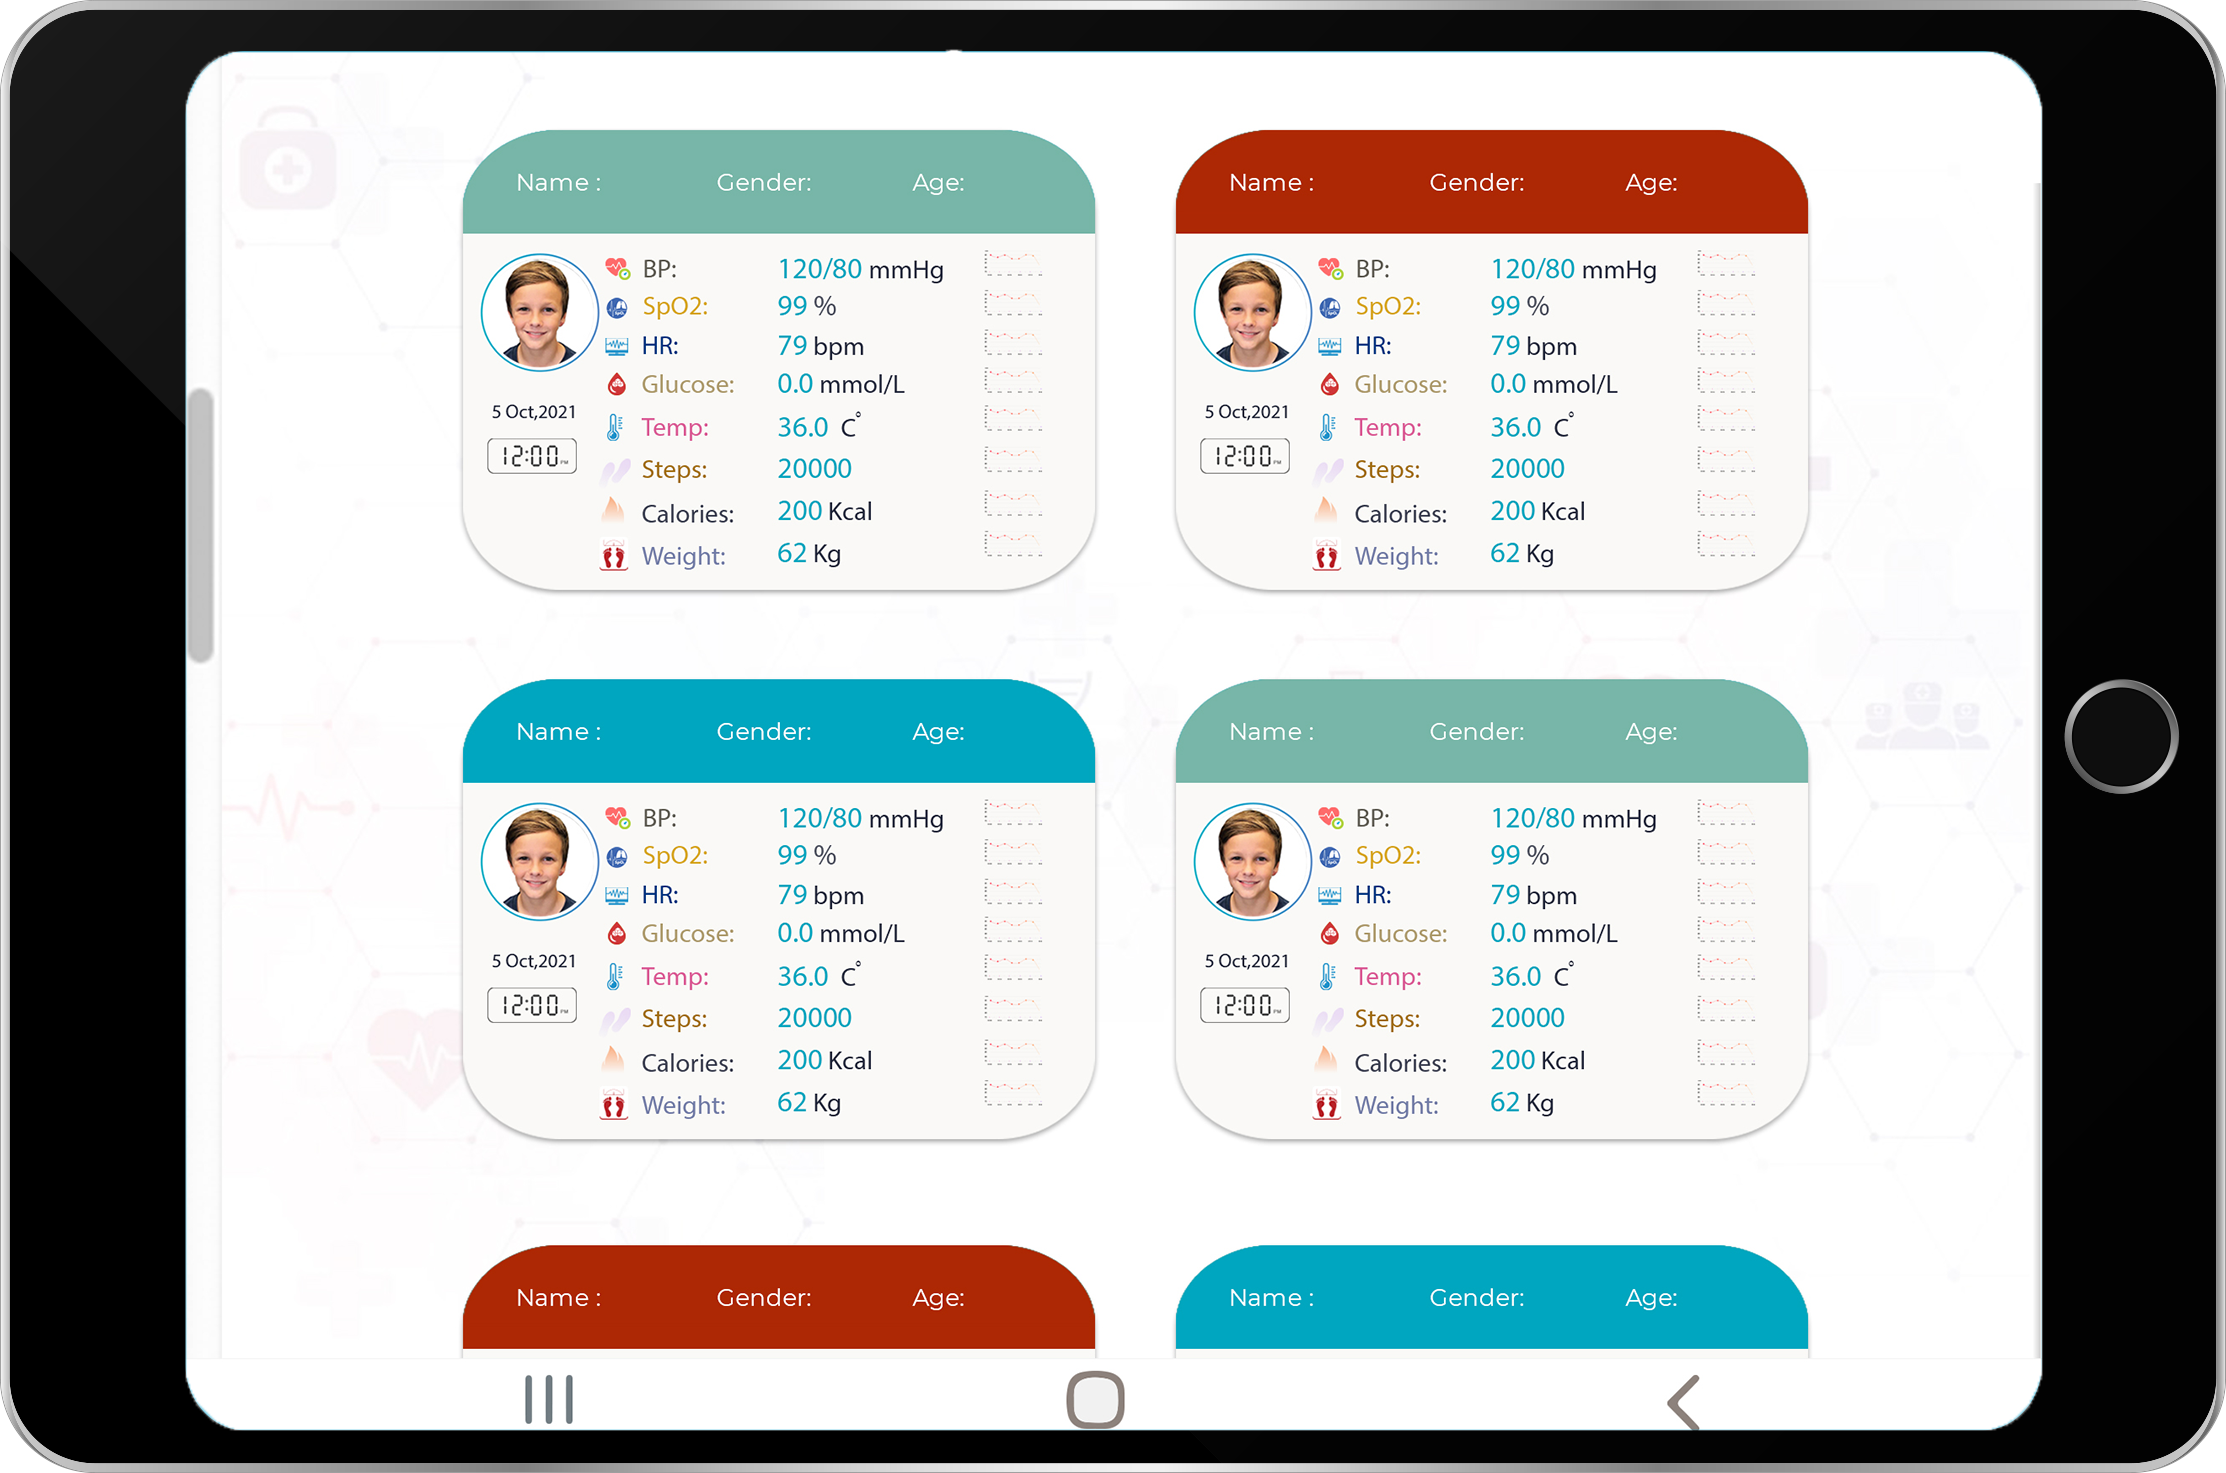 Name : Gender: Age:
BP: 120/80 mmHg
SpO2: 99 %
HR: 79 bpm
Glucose: 0.0 mmol/L
5 Oct,2021
Temp: 36.0 C°
12:00 PM
Steps: 20000
Calories: 200 Kcal
Weight: 62 Kg
Name : Gender: Age:
BP: 120/80 mmHg
SpO2: 99 %
HR: 79 bpm
Glucose: 0.0 mmol/L
5 Oct,2021
Temp: 36.0 C°
12:00 PM
Steps: 20000
Calories: 200 Kcal
Weight: 62 Kg
Name : Gender: Age:
BP: 120/80 mmHg
SpO2: 99 %
HR: 79 bpm
Glucose: 0.0 mmol/L
5 Oct,2021
Temp: 36.0 C°
12:00 PM
Steps: 20000
Calories: 200 Kcal
Weight: 62 Kg
Name : Gender: Age:
BP: 120/80 mmHg
SpO2: 99 %
HR: 79 bpm
Glucose: 0.0 mmol/L
5 Oct,2021
Temp: 36.0 C°
12:00 PM
Steps: 20000
Calories: 200 Kcal
Weight: 62 Kg
Name : Gender: Age:
Name : Gender: Age: